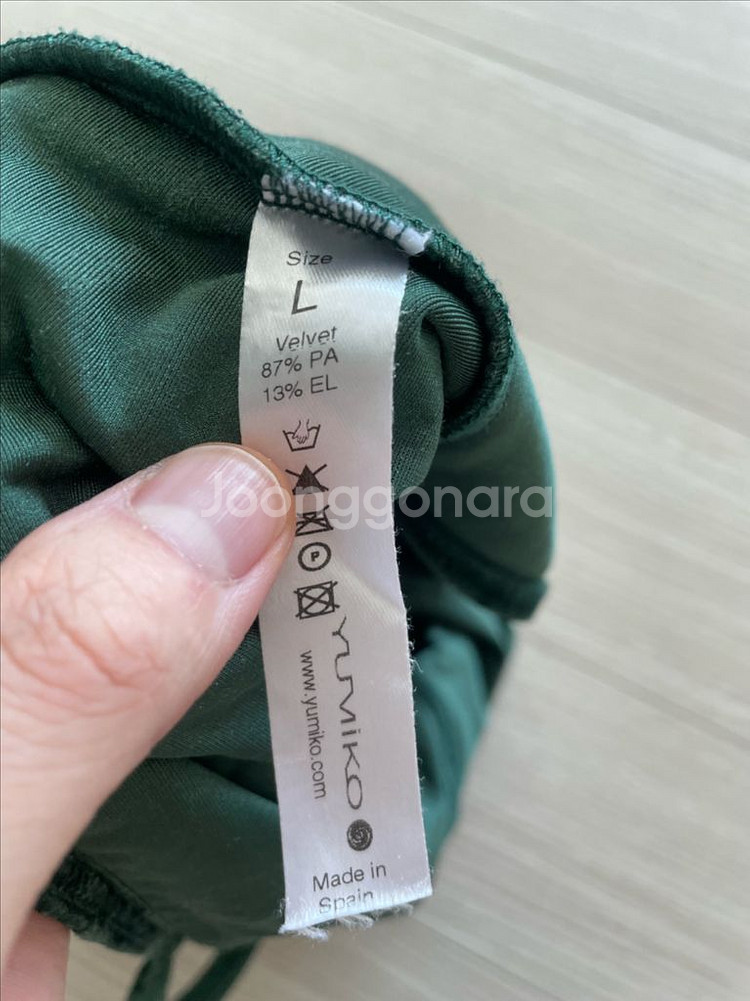 Size
L
Velvet
87% PA
13% EL
Joonggonara
P
YUMIKO
www.yumiko.com
Made in
Spain